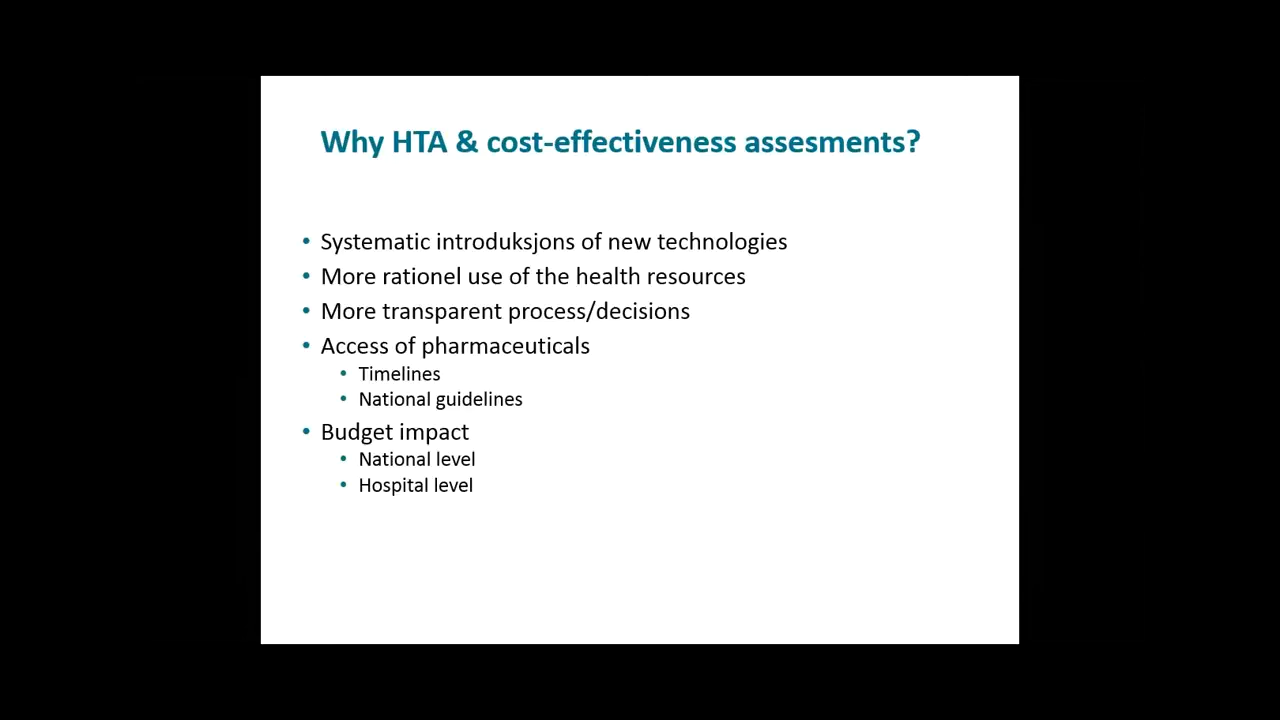 Why HTA & cost-effectiveness assesments?
• Systematic introduksjons of new technologies
• More rationel use of the health resources
• More transparent process/decisions
• Access of pharmaceuticals
• Timelines
• National guidelines
• Budget impact
• National level
• Hospital level